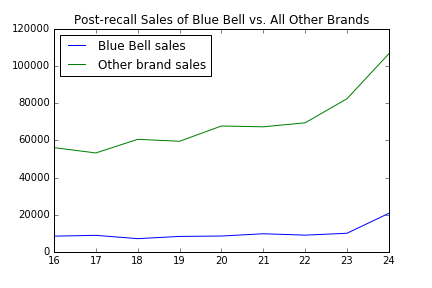 Post-recall Sales of Blue Bell vs. All Other Brands
120000
100000
80000
60000
40000
20000
0
Blue Bell sales
Other brand sales
16 17 18 19 20 21 22 23 24